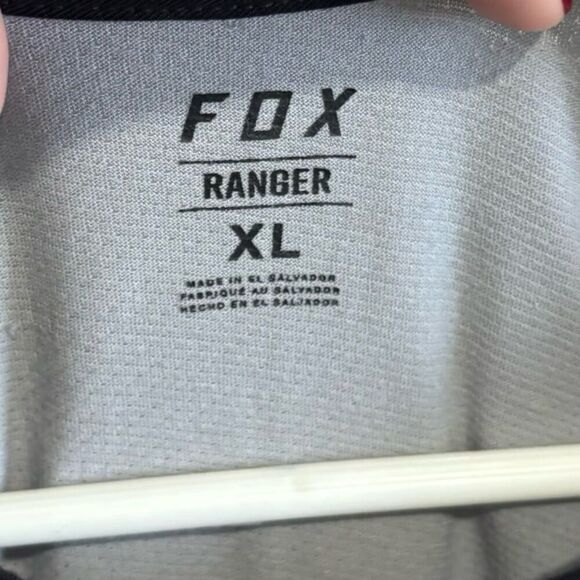 FOX
RANGER
XL
MADE IN EL SALVADOR
FABRIQUÉ AU SALVADOR
HECHO EN EL SALVADOR